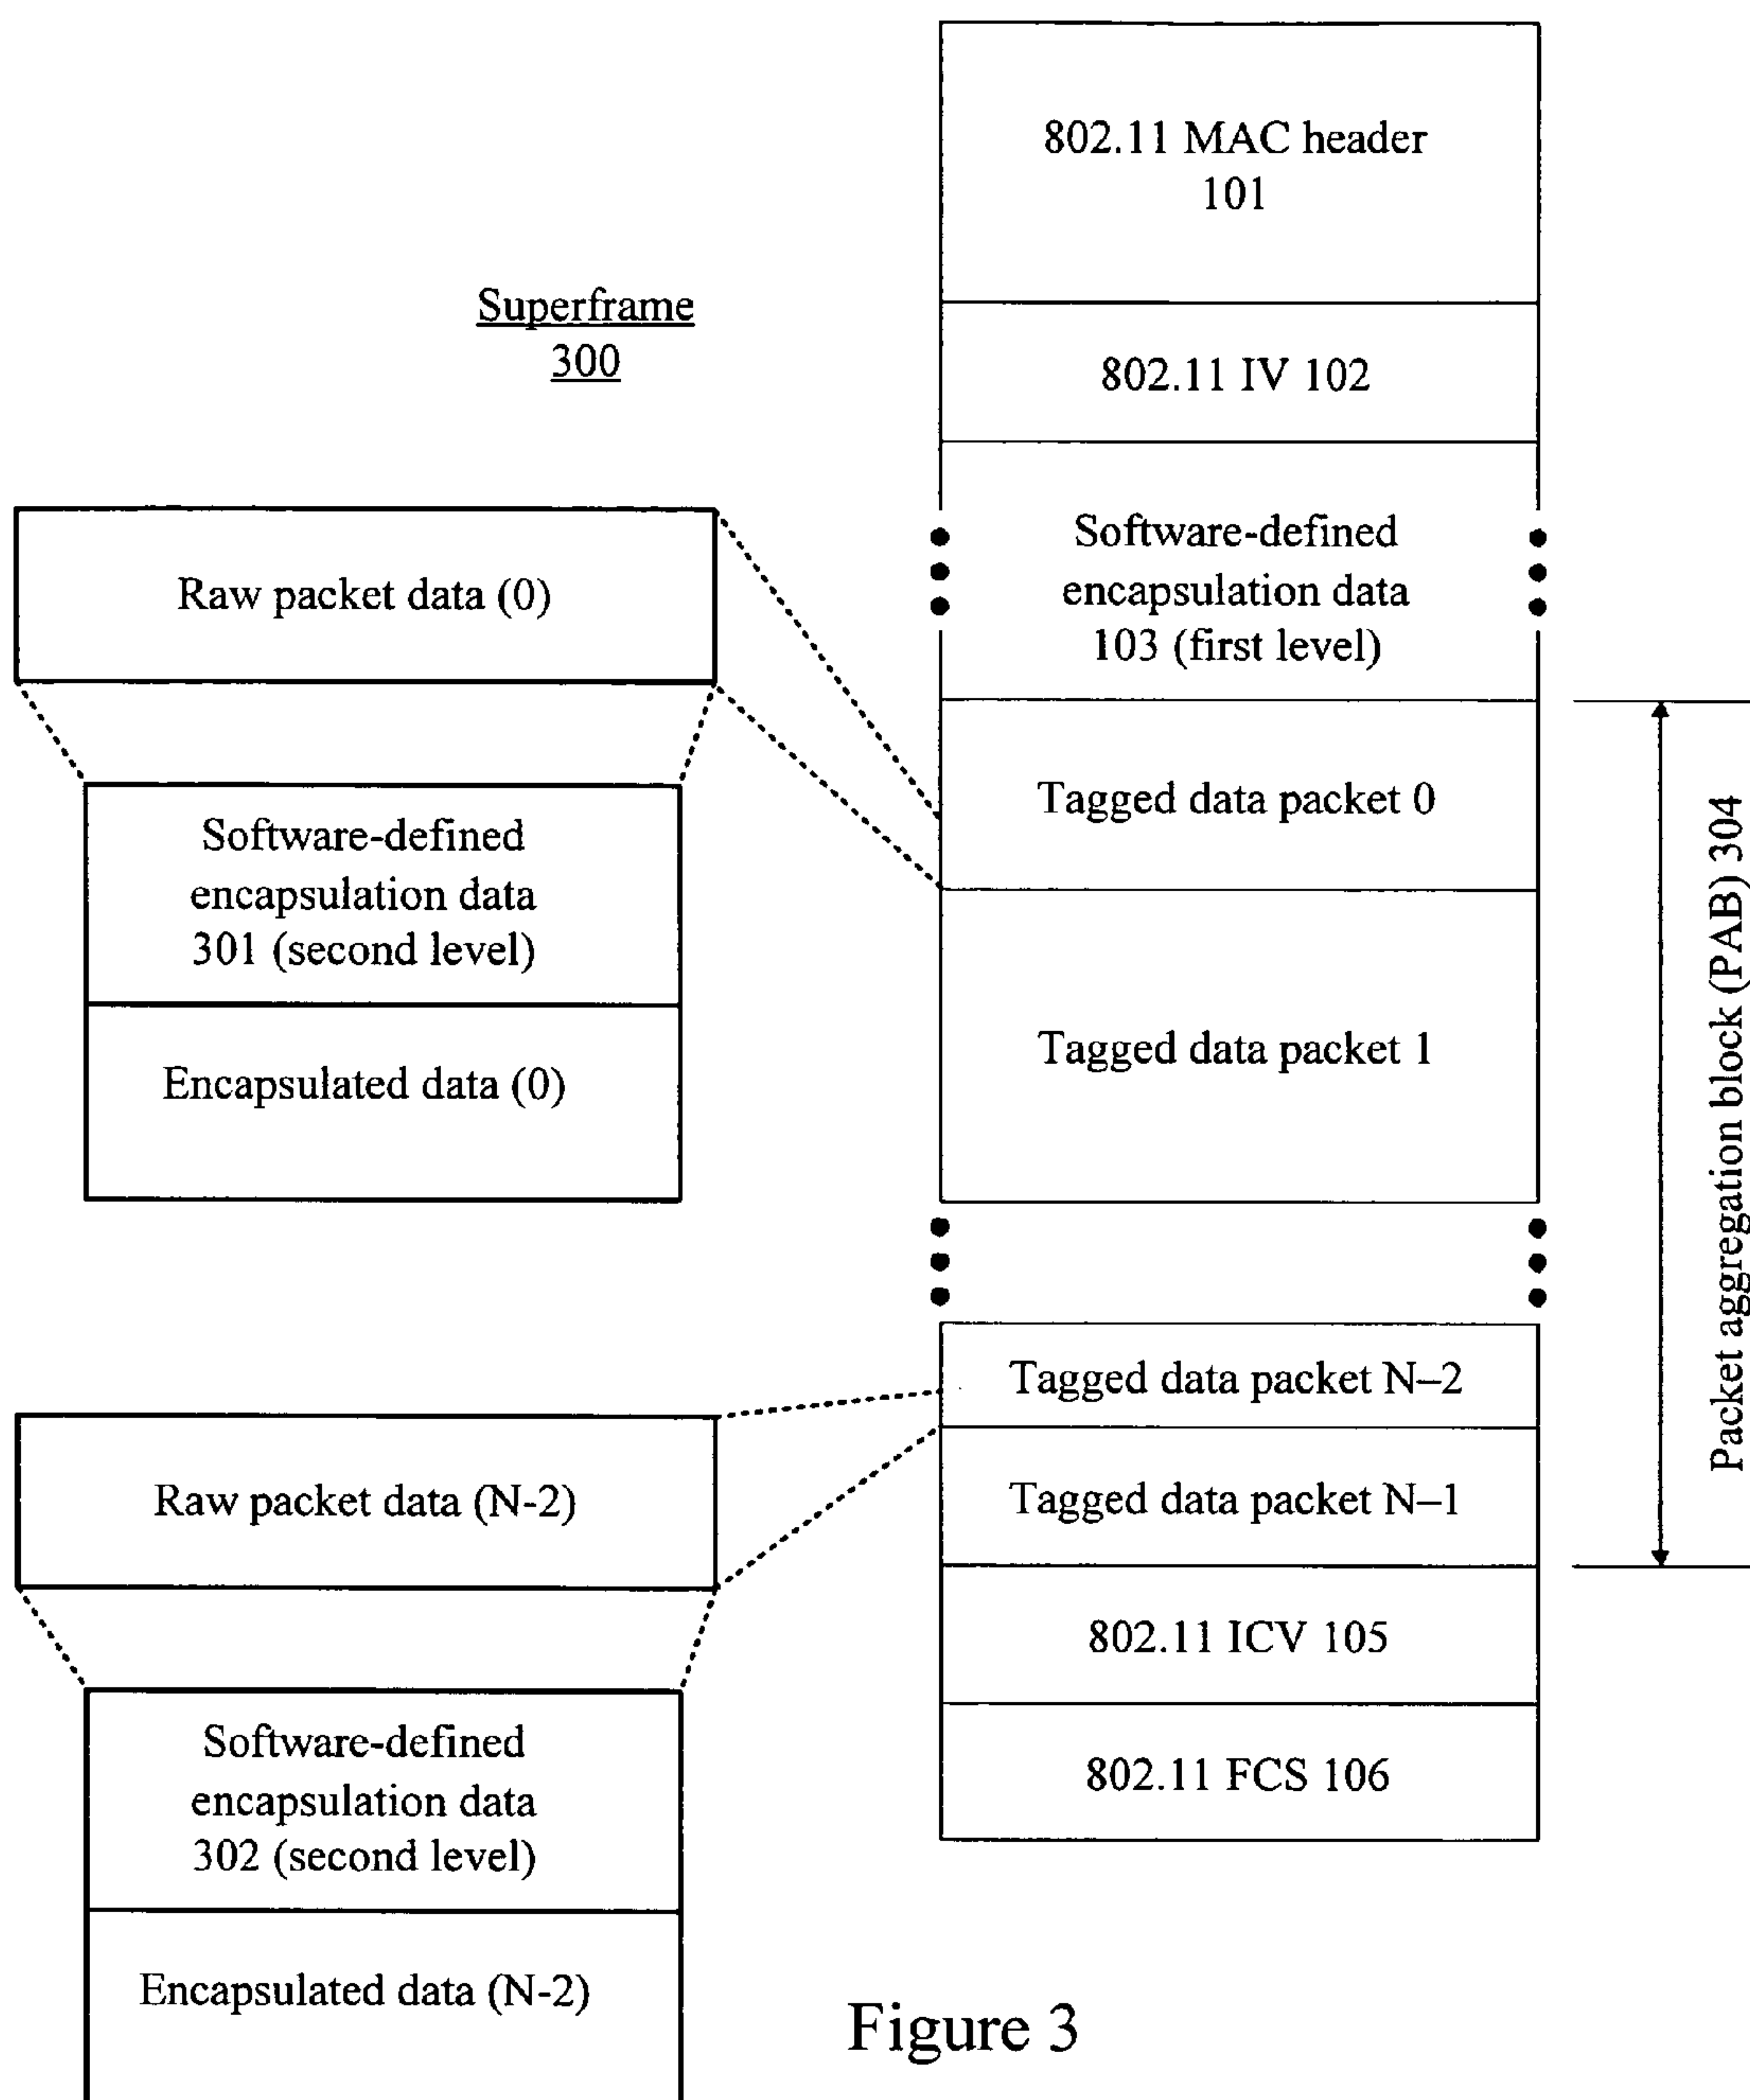 802.11 MAC header
101
Superframe
300
802.11 IV 102
Software-defined
encapsulation data
103 (first level)
Raw packet data (0)
Tagged data packet 0
Software-defined
encapsulation data
301 (second level)
Encapsulated data (0)
Tagged data packet 1
Packet aggregation block (PAB) 304
Tagged data packet N–2
Raw packet data (N-2)
Tagged data packet N–1
802.11 ICV 105
Software-defined
encapsulation data
302 (second level)
802.11 FCS 106
Encapsulated data (N-2)
Figure 3